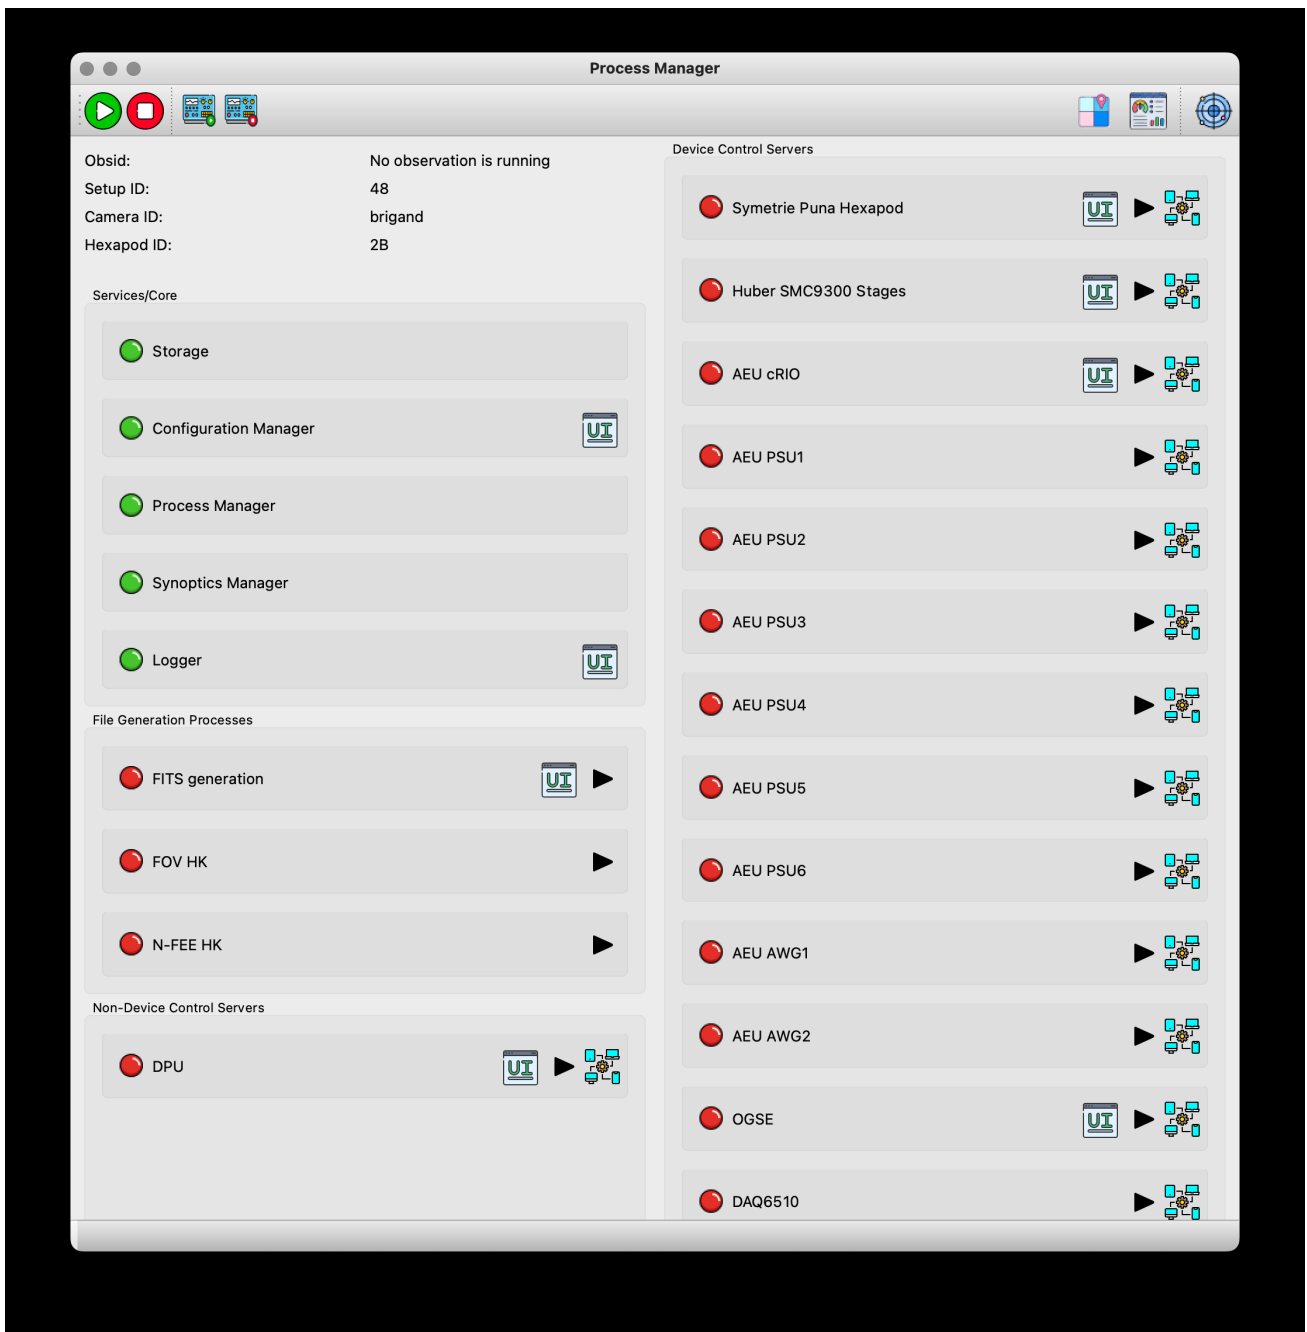 Process Manager
Obsid: No observation is running
Setup ID: 48
Camera ID: brigand
Hexapod ID: 2B
Services/Core
Storage
Configuration Manager UI
Process Manager
Synoptics Manager
Logger UI
File Generation Processes
FITS generation UI
FOV HK
N-FEE HK
Non-Device Control Servers
DPU UI
Device Control Servers
Symetrie Puna Hexapod UI
Huber SMC9300 Stages UI
AEU cRIO UI
AEU PSU1
AEU PSU2
AEU PSU3
AEU PSU4
AEU PSU5
AEU PSU6
AEU AWG1
AEU AWG2
OGSE UI
DAQ6510